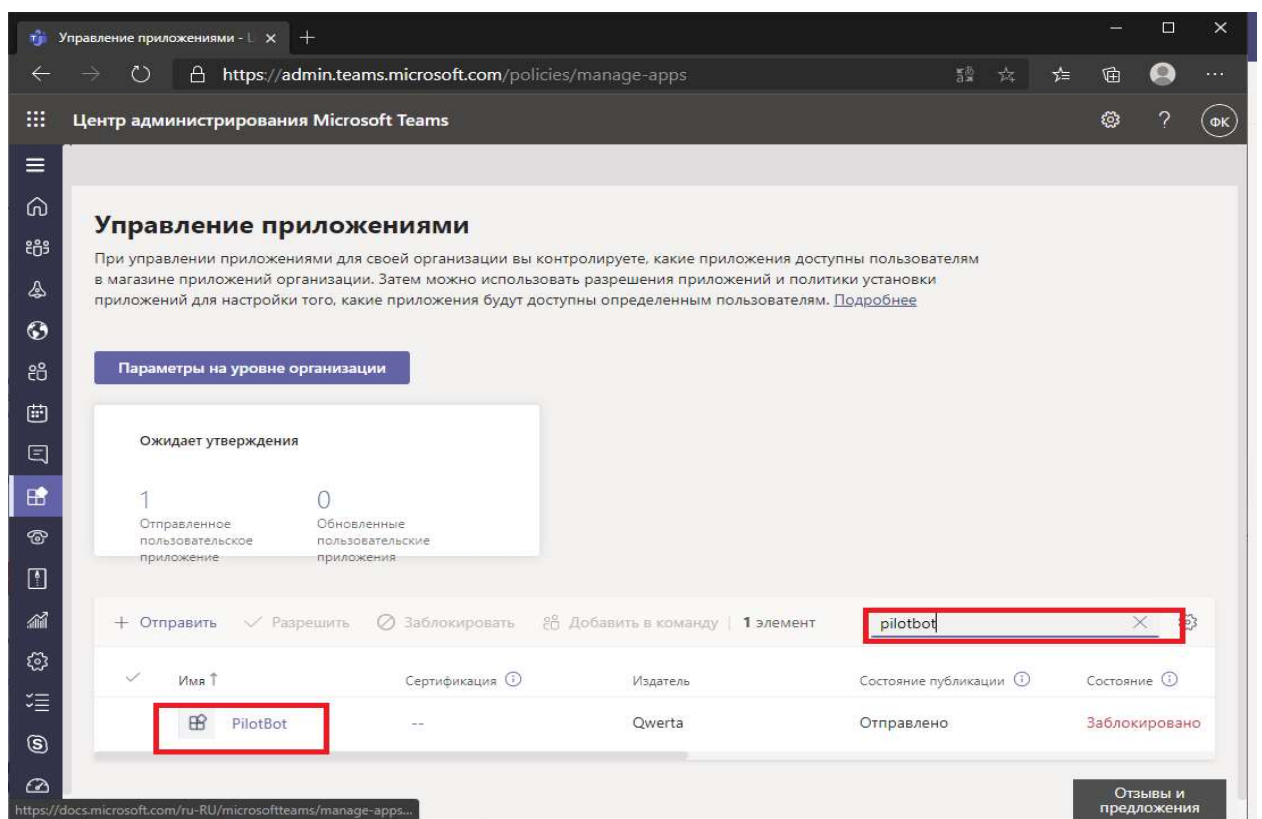 Управление приложениями - L
https://admin.teams.microsoft.com/policies/manage-apps
Центр администрирования Microsoft Teams
ФК
Управление приложениями
При управлении приложениями для своей организации вы контролируете, какие приложения доступны пользователям
в магазине приложений организации. Затем можно использовать разрешения приложений и политики установки
приложений для настройки того, какие приложения будут доступны определенным пользователям. Подробнее
Параметры на уровне организации
Ожидает утверждения
1 0
Отправленное Обновленные
пользовательское пользовательские
приложение приложения
+ Отправить Разрешить Заблокировать Добавить в команду | 1 элемент pilotbot
Имя ↑ Сертификация Издатель Состояние публикации Состояние
PilotBot -- Qwerta Отправлено Заблокировано
Отзывы и
предложения
https://docs.microsoft.com/ru-RU/microsoftteams/manage-apps...